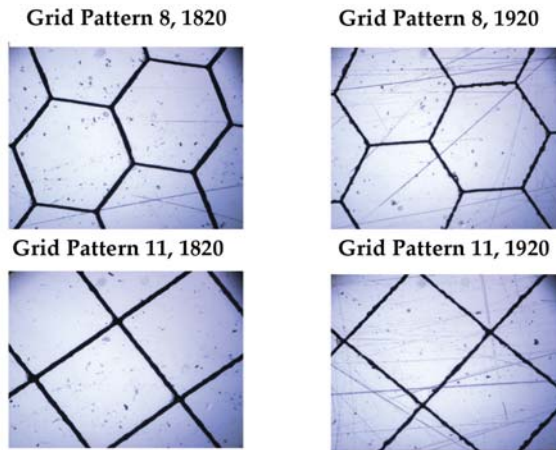 Grid Pattern 8, 1820
Grid Pattern 8, 1920
Grid Pattern 11, 1820
Grid Pattern 11, 1920